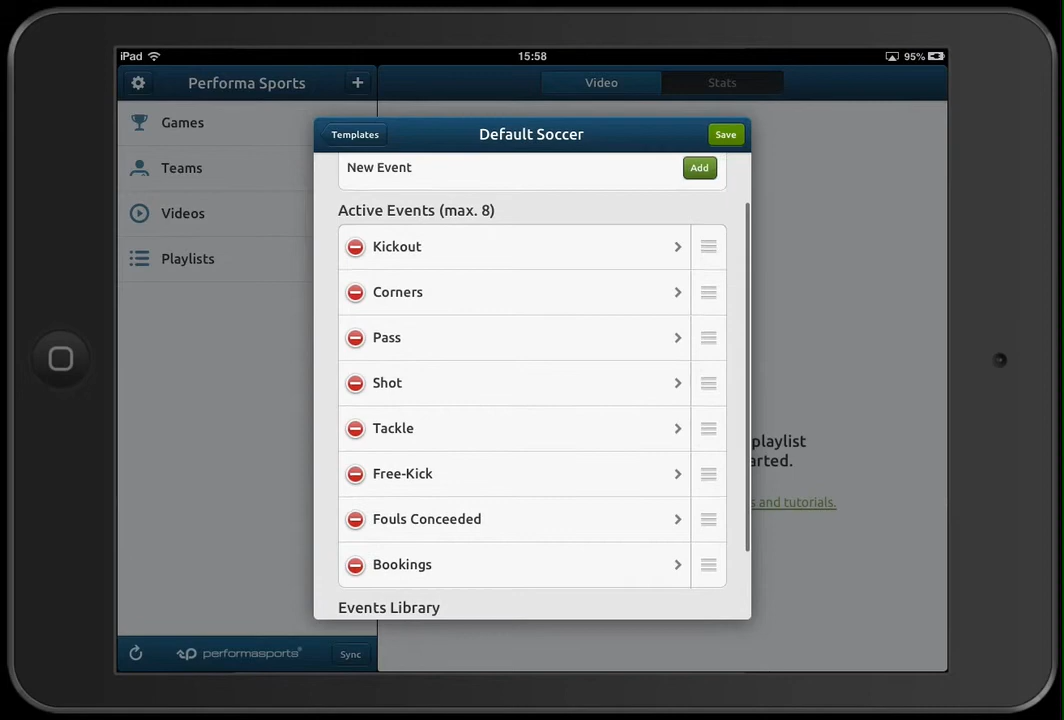 iPad 15:58 95%
Performa Sports + Video Stats
Games
Teams
Videos
Playlists
Templates Default Soccer Save
New Event Add
Active Events (max. 8)
Kickout
Corners
Pass
Shot
Tackle
Free-Kick
Fouls Conceeded
Bookings
Events Library
playlist
arted.
s and tutorials.
performasports Sync